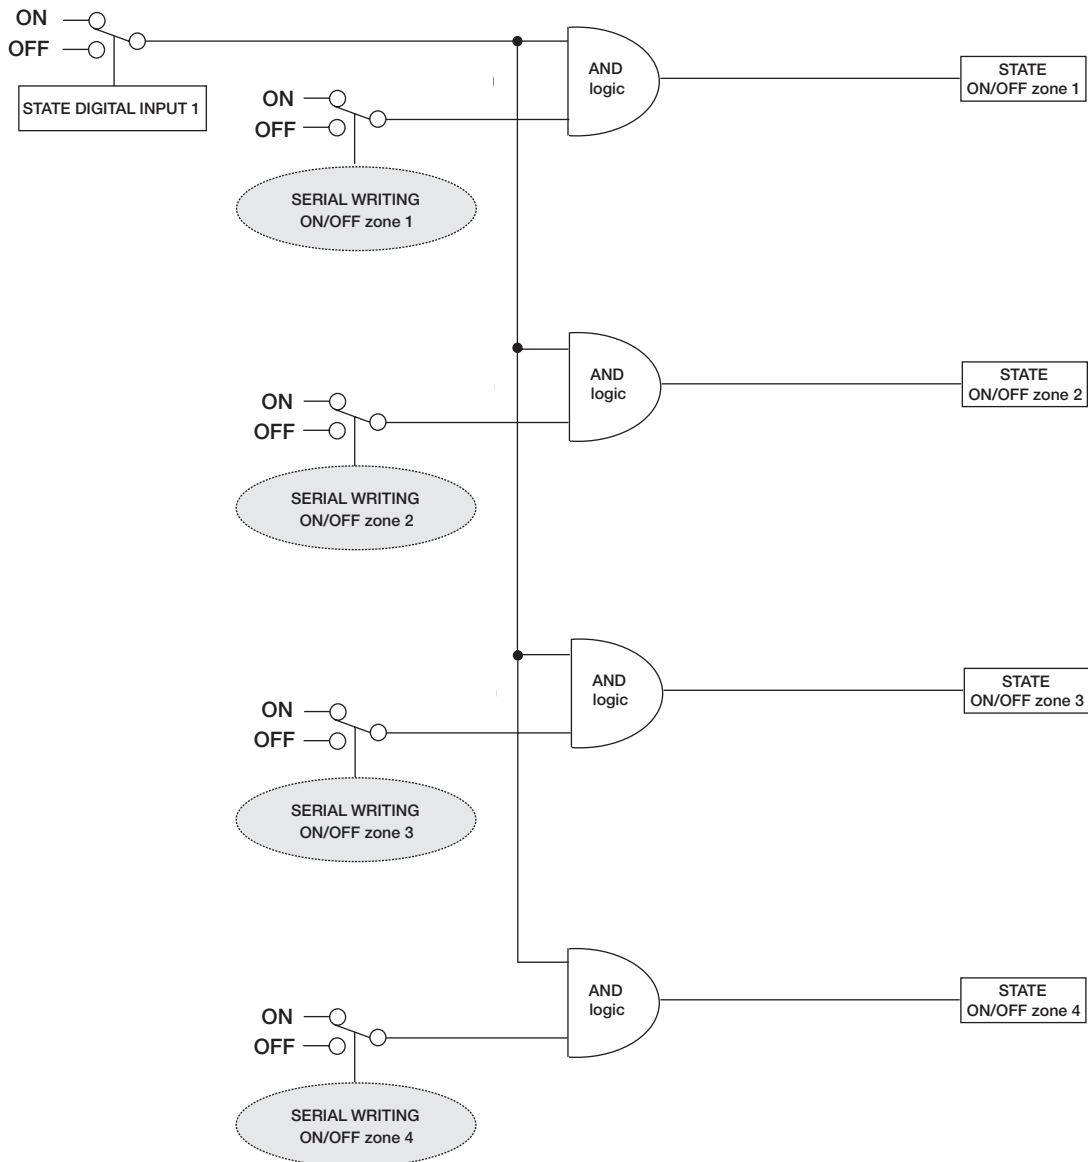 ON
OFF
STATE DIGITAL INPUT 1
AND
logic
STATE
ON/OFF zone 1
ON
OFF
SERIAL WRITING
ON/OFF zone 1
AND
logic
STATE
ON/OFF zone 2
ON
OFF
SERIAL WRITING
ON/OFF zone 2
AND
logic
STATE
ON/OFF zone 3
ON
OFF
SERIAL WRITING
ON/OFF zone 3
AND
logic
STATE
ON/OFF zone 4
ON
OFF
SERIAL WRITING
ON/OFF zone 4